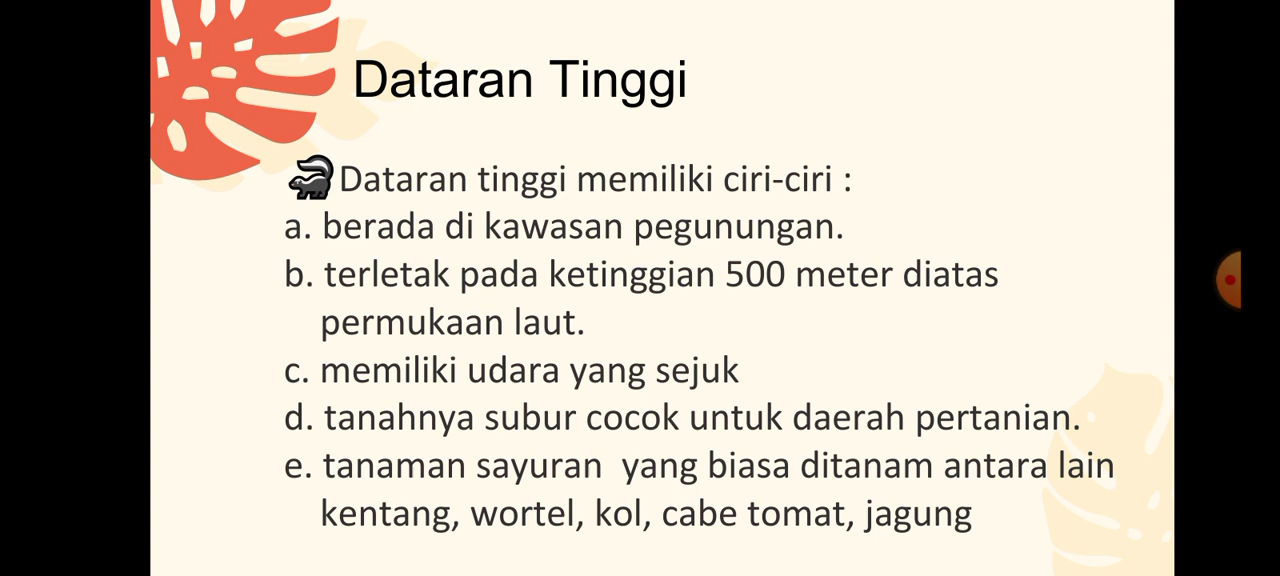 Dataran Tinggi
Dataran tinggi memiliki ciri-ciri :
a. berada di kawasan pegunungan.
b. terletak pada ketinggian 500 meter diatas
permukaan laut.
c. memiliki udara yang sejuk
d. tanahnya subur cocok untuk daerah pertanian.
e. tanaman sayuran  yang biasa ditanam antara lain
kentang, wortel, kol, cabe tomat, jagung